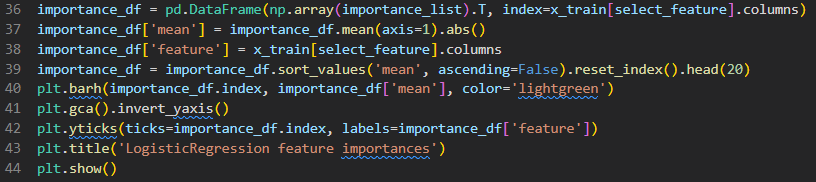 36 importance_df = pd.DataFrame(np.array(importance_list).T, index=x_train[select_feature].columns)
37 importance_df['mean'] = importance_df.mean(axis=1).abs()
38 importance_df['feature'] = x_train[select_feature].columns
39 importance_df = importance_df.sort_values('mean', ascending=False).reset_index().head(20)
40 plt.barh(importance_df.index, importance_df['mean'], color='lightgreen')
41 plt.gca().invert_yaxis()
42 plt.yticks(ticks=importance_df.index, labels=importance_df['feature'])
43 plt.title('LogisticRegression feature importances')
44 plt.show()